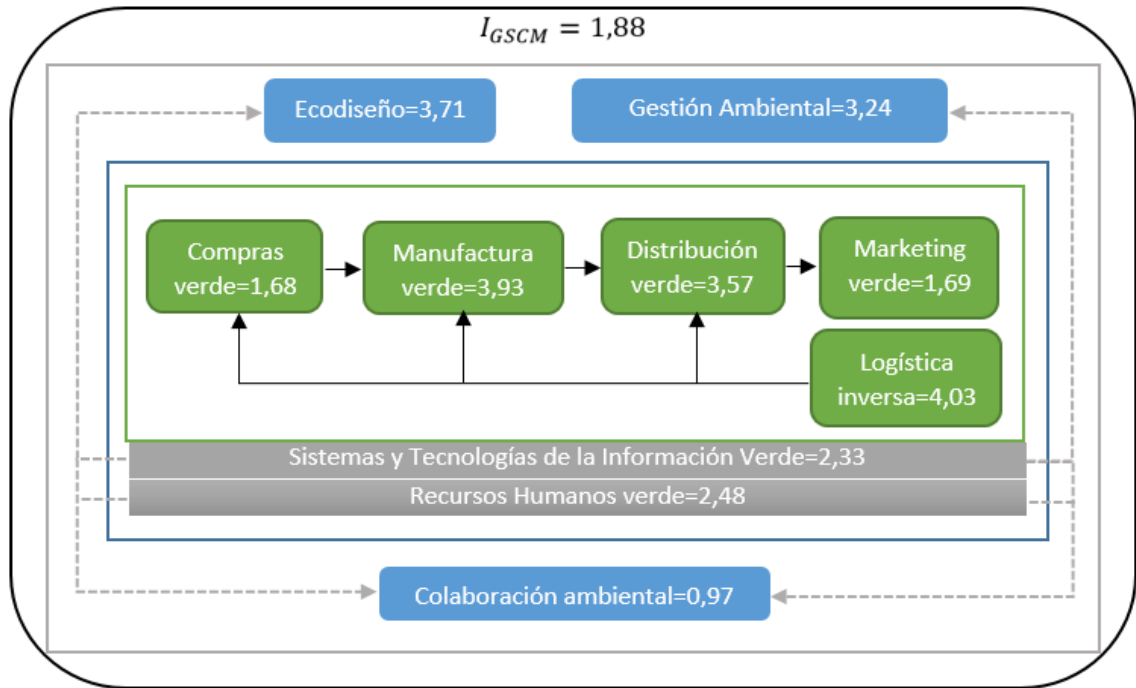 I_GSCM = 1,88
Ecodiseño=3,71
Gestión Ambiental=3,24
Compras
verde=1,68
Manufactura
verde=3,93
Distribución
verde=3,57
Marketing
verde=1,69
Logística
inversa=4,03
Sistemas y Tecnologías de la Información Verde=2,33
Recursos Humanos verde=2,48
Colaboración ambiental=0,97